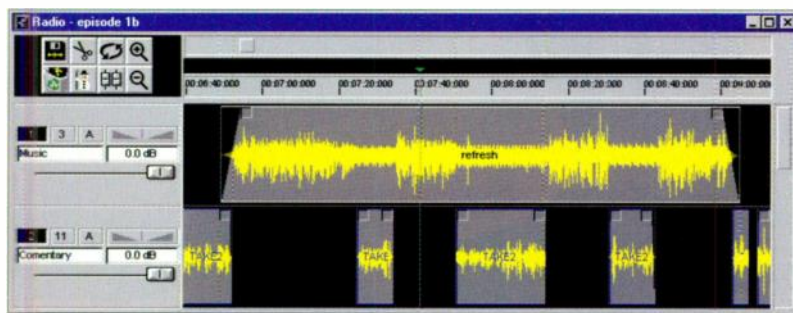 Radio - episode 1b
00:06:40:000 00:07:00:000 00:07:20:000 00:07:40:000 00:08:00:000 00:08:20:000 00:08:40:000
3 A
Music 0.0 dB
refresh
11 A
Comentary 0.0 dB
TAKE2 TAKE TAKE2 TAKE2